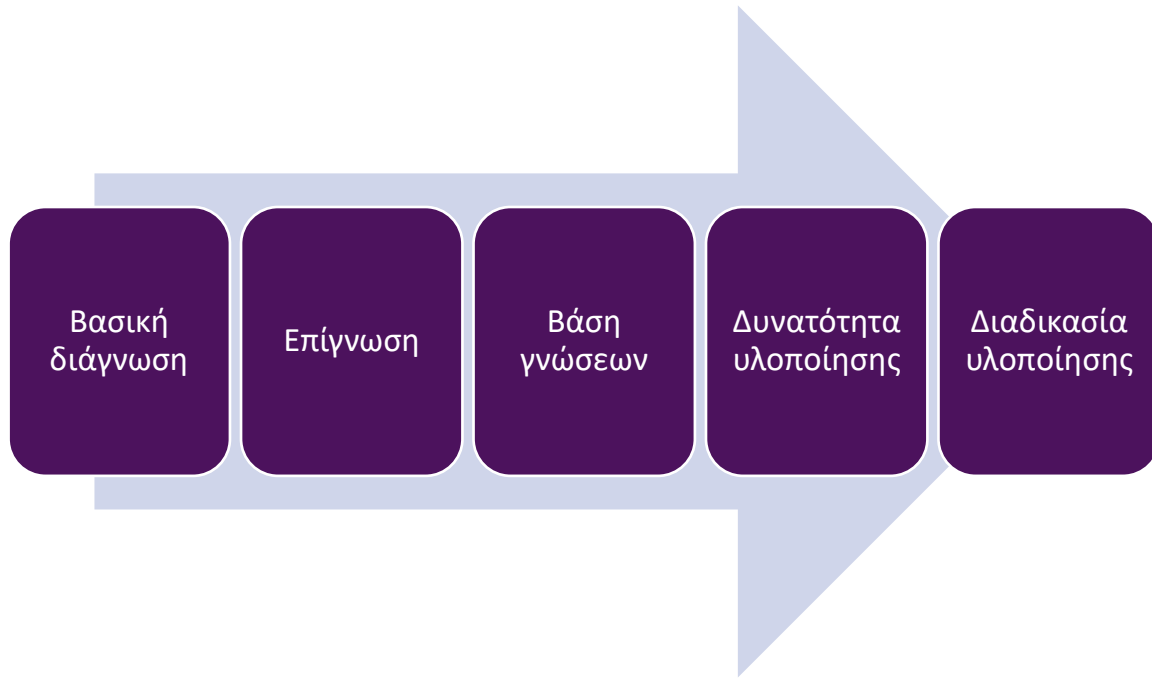 Βασική
διάγνωση
Επίγνωση
Βάση
γνώσεων
Δυνατότητα
υλοποίησης
Διαδικασία
υλοποίησης